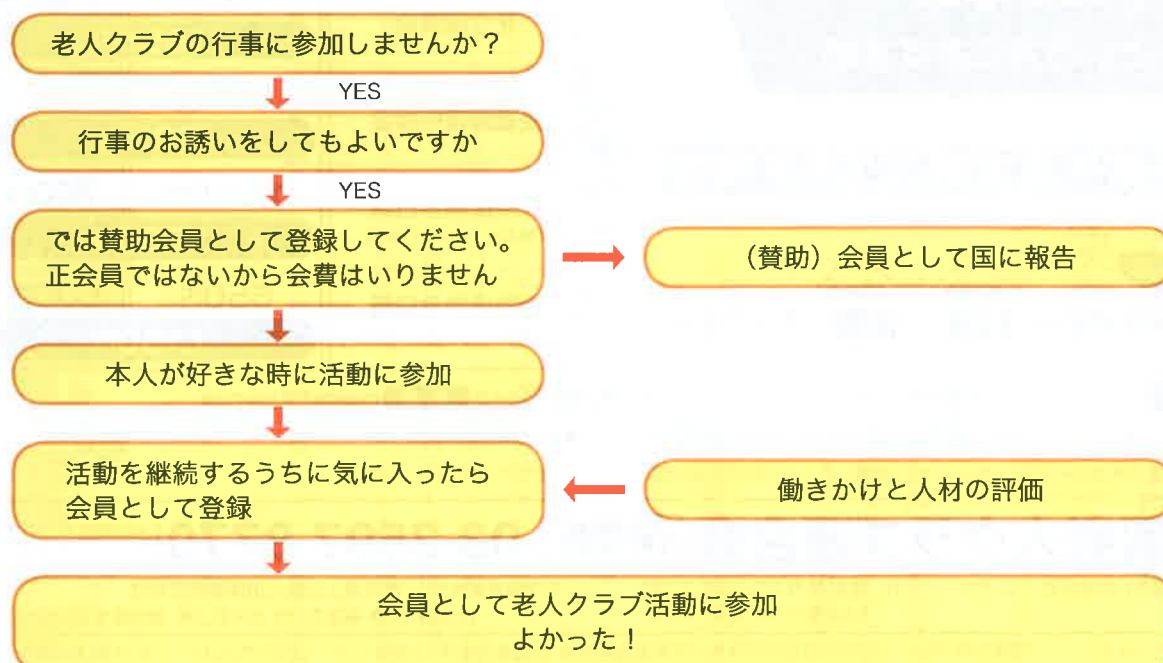 老人クラブの行事に参加しませんか？
YES
行事のお誘いをしてもよいですか
YES
では賛助会員として登録してください。
正会員ではないから会費はいりません
（賛助）会員として国に報告
本人が好きな時に活動に参加
活動を継続するうちに気に入ったら
会員として登録
働きかけと人材の評価
会員として老人クラブ活動に参加
よかった！